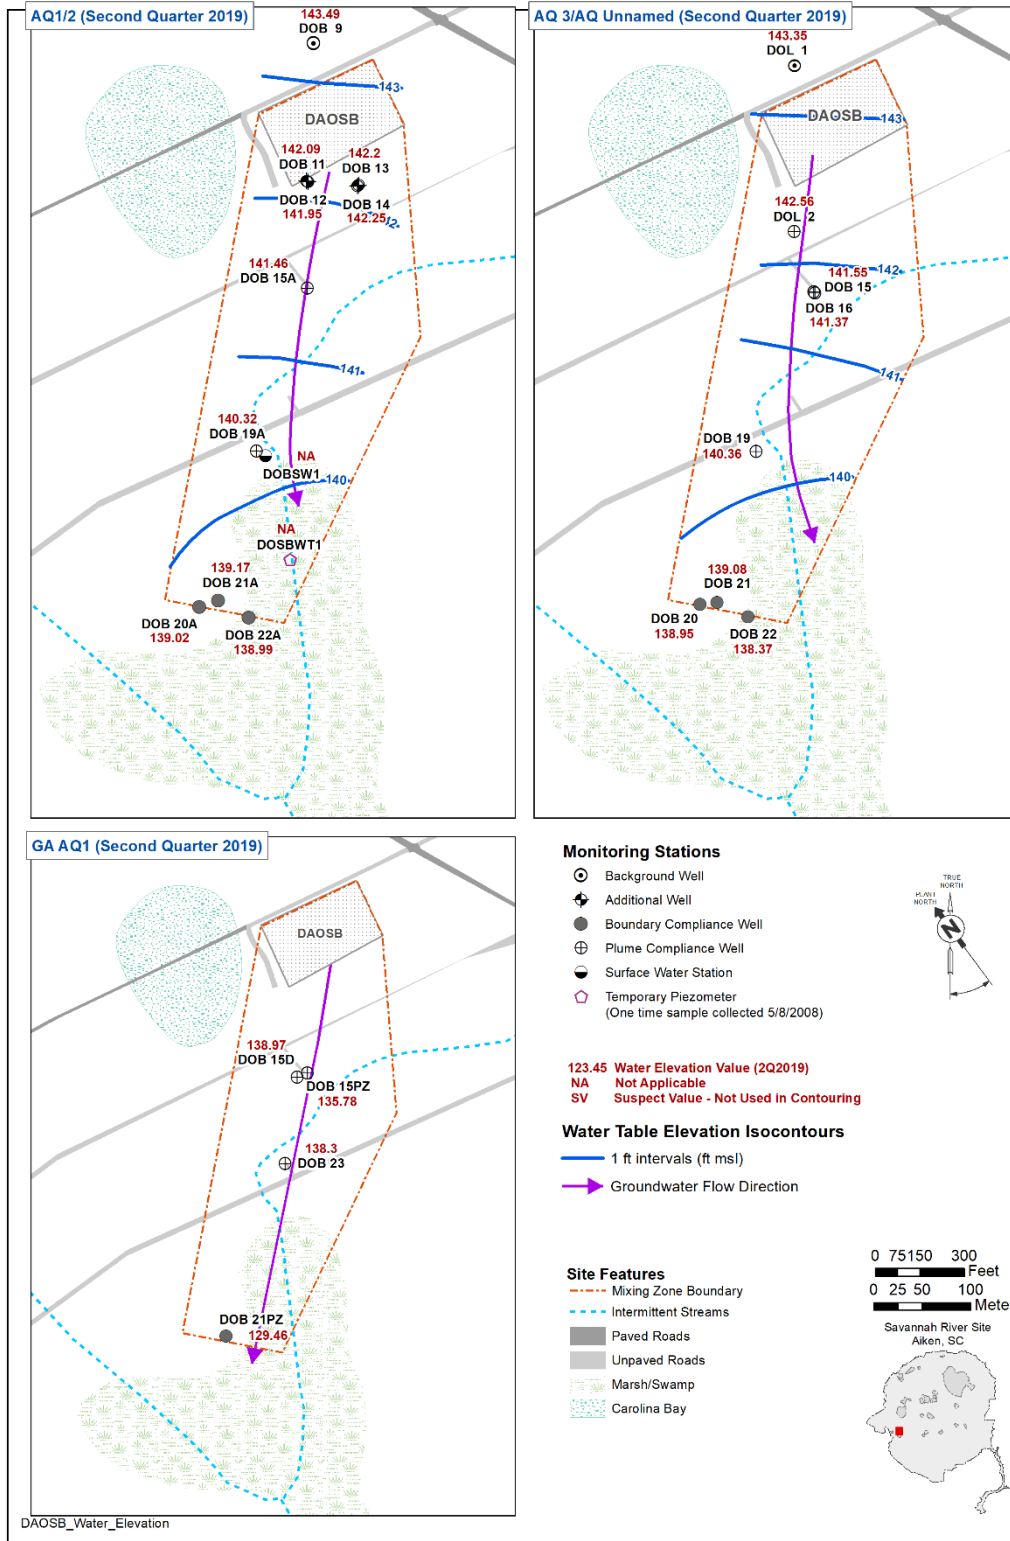 AQ1/2 (Second Quarter 2019)
143.49
DOB 9
143
DAOSB
142.09
DOB 11
142.2
DOB 13
DOB 12
141.95
DOB 14
142.25
141.46
DOB 15A
141
140.32
DOB 19A
NA
DOBSW1
140
NA
DOSBWT1
139.17
DOB 21A
DOB 20A
139.02
DOB 22A
138.99
AQ 3/AQ Unnamed (Second Quarter 2019)
143.35
DOL 1
DAOSB
143
142.56
DOL 2
142
141.55
DOB 15
DOB 16
141.37
141
DOB 19
140.36
140
139.08
DOB 21
DOB 20
138.95
DOB 22
138.37
GA AQ1 (Second Quarter 2019)
DAOSB
138.97
DOB 15D
DOB 15PZ
135.78
138.3
DOB 23
DOB 21PZ
129.46
DAOSB_Water_Elevation
Monitoring Stations
Background Well
Additional Well
Boundary Compliance Well
Plume Compliance Well
Surface Water Station
Temporary Piezometer
(One time sample collected 5/8/2008)
TRUE
NORTH
PLANT
NORTH
N
123.45 Water Elevation Value (2Q2019)
NA Not Applicable
SV Suspect Value - Not Used in Contouring
Water Table Elevation Isocontours
1 ft intervals (ft msl)
Groundwater Flow Direction
Site Features
Mixing Zone Boundary
Intermittent Streams
Paved Roads
Unpaved Roads
Marsh/Swamp
Carolina Bay
0 75 150 300
Feet
0 25 50 100
Mete
Savannah River Site
Aiken, SC